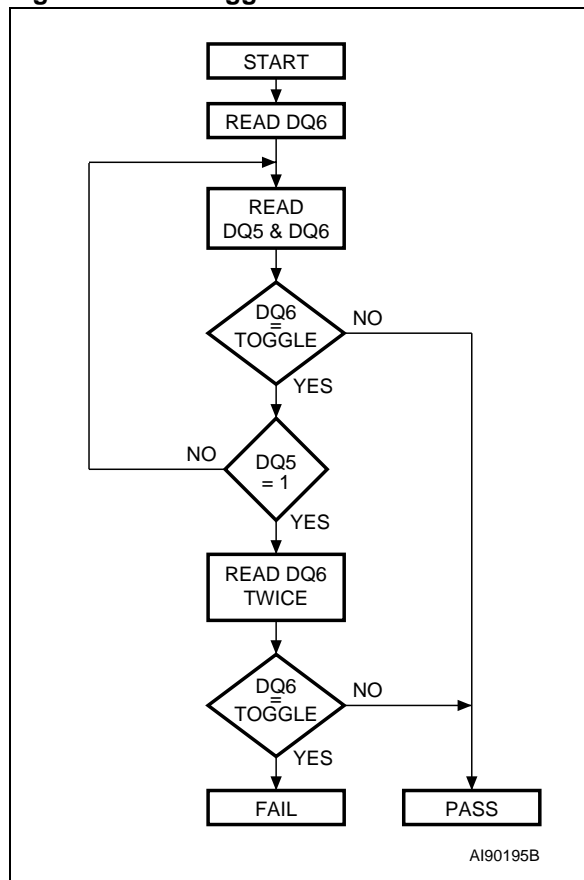 START
READ DQ6
READ
DQ5 & DQ6
DQ6
=
TOGGLE
NO
YES
NO
DQ5
= 1
YES
READ DQ6
TWICE
DQ6
=
TOGGLE
NO
YES
FAIL
PASS
AI90195B